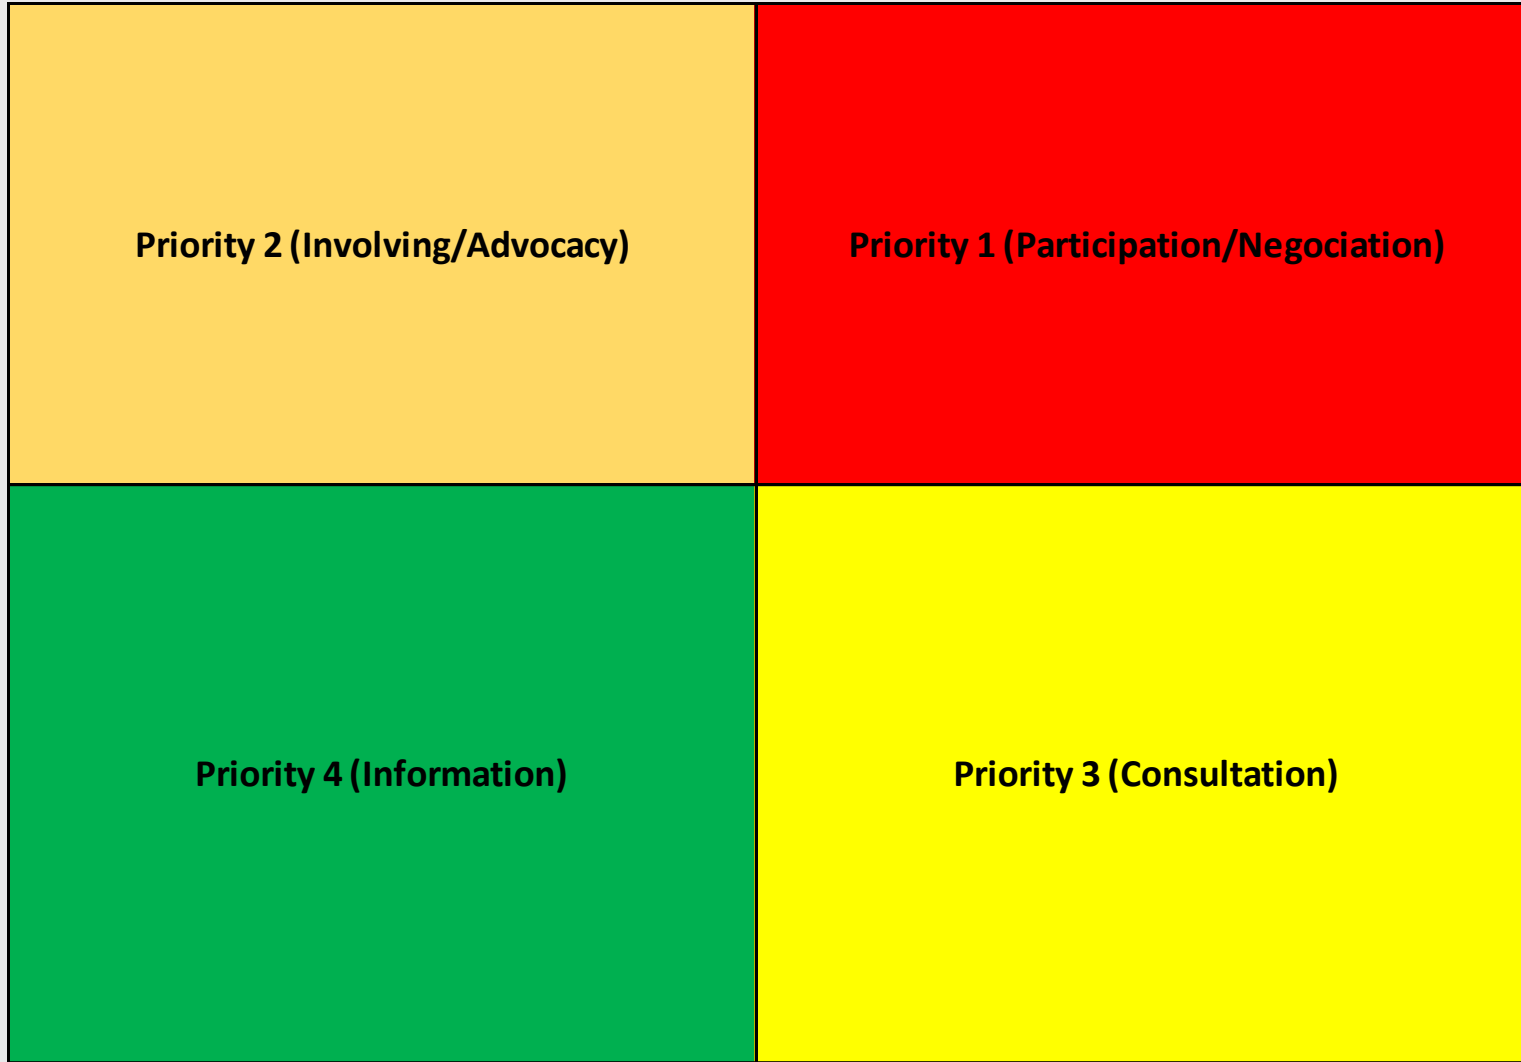 Priority 2 (Involving/Advocacy)
Priority 1 (Participation/Negociation)
Priority 4 (Information)
Priority 3 (Consultation)